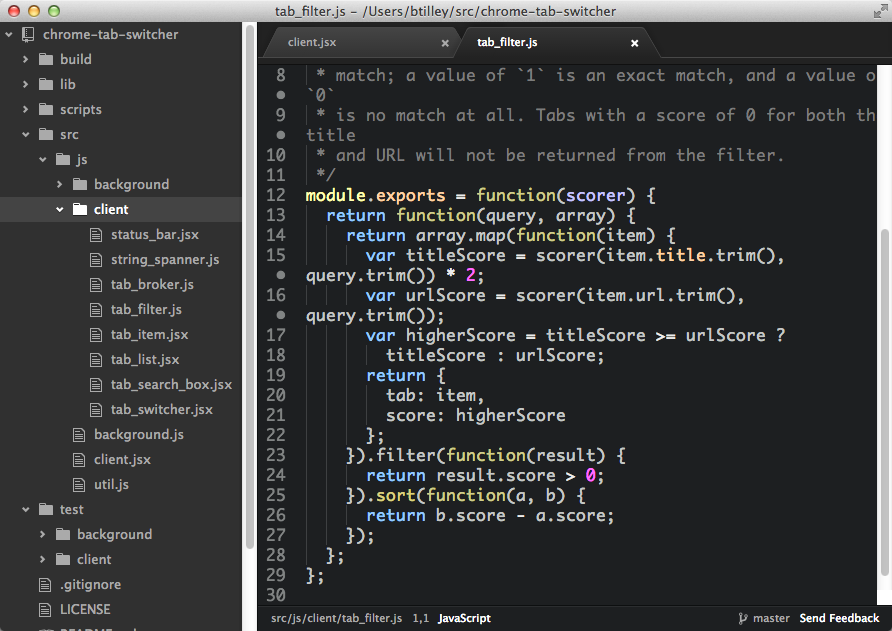 tab_filter.js – /Users/btilley/src/chrome-tab-switcher
chrome-tab-switcher
build
lib
scripts
src
js
background
client
status_bar.jsx
string_spanner.js
tab_broker.js
tab_filter.js
tab_item.jsx
tab_list.jsx
tab_search_box.jsx
tab_switcher.jsx
background.js
client.jsx
util.js
test
background
client
.gitignore
LICENSE
client.jsx ×
tab_filter.js ×
8 * match; a value of `1` is an exact match, and a value o
• `0`
9 * is no match at all. Tabs with a score of 0 for both th
• title
10 * and URL will not be returned from the filter.
11 */
12 module.exports = function(scorer) {
13 return function(query, array) {
14 return array.map(function(item) {
15 var titleScore = scorer(item.title.trim(),
• query.trim()) * 2;
16 var urlScore = scorer(item.url.trim(),
• query.trim());
17 var higherScore = titleScore >= urlScore ?
18 titleScore : urlScore;
19 return {
20 tab: item,
21 score: higherScore
22 };
23 }).filter(function(result) {
24 return result.score > 0;
25 }).sort(function(a, b) {
26 return b.score - a.score;
27 });
28 };
29 };
30
src/js/client/tab_filter.js 1,1 JavaScript master Send Feedback